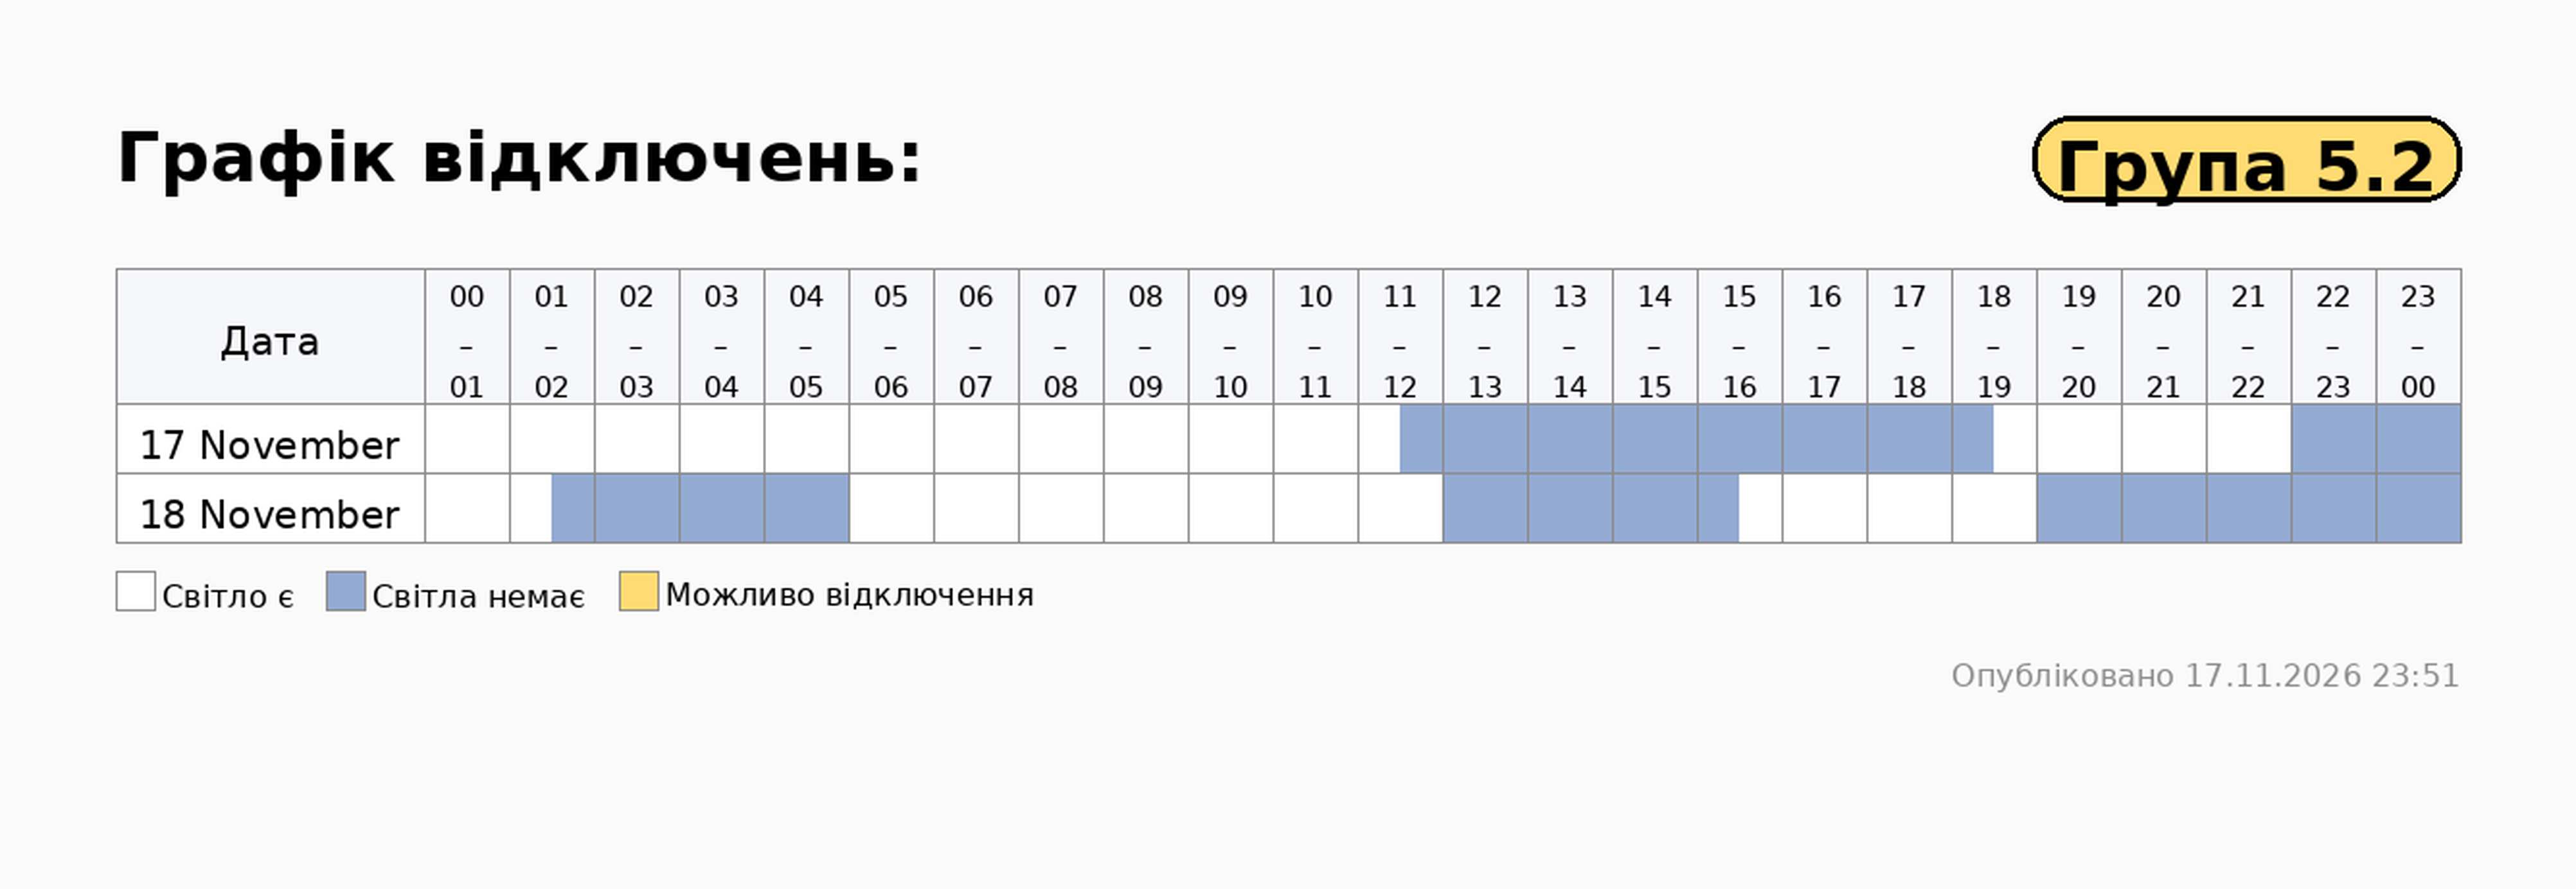 Графік відключень:
Група 5.2
Дата
00 – 01
01 – 02
02 – 03
03 – 04
04 – 05
05 – 06
06 – 07
07 – 08
08 – 09
09 – 10
10 – 11
11 – 12
12 – 13
13 – 14
14 – 15
15 – 16
16 – 17
17 – 18
18 – 19
19 – 20
20 – 21
21 – 22
22 – 23
23 – 00
17 November
18 November
Світло є
Світла немає
Можливо відключення
Опубліковано 17.11.2026 23:51